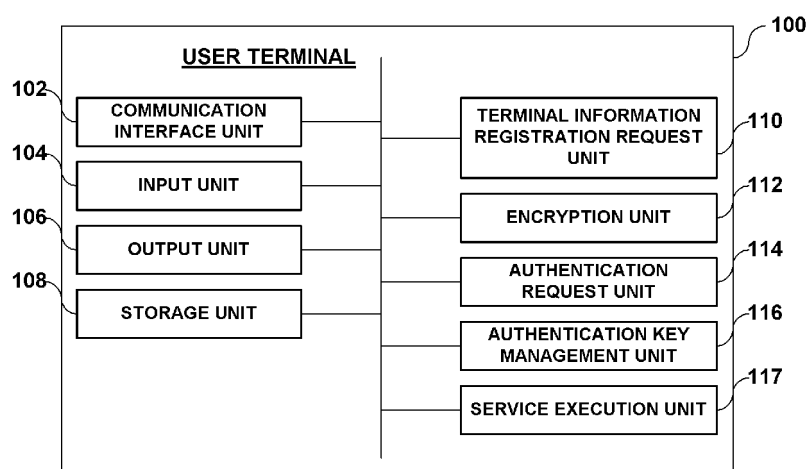 100
USER TERMINAL
102
COMMUNICATION
INTERFACE UNIT
104
INPUT UNIT
106
OUTPUT UNIT
108
STORAGE UNIT
TERMINAL INFORMATION
REGISTRATION REQUEST
UNIT
110
ENCRYPTION UNIT
112
AUTHENTICATION
REQUEST UNIT
114
AUTHENTICATION KEY
MANAGEMENT UNIT
116
SERVICE EXECUTION UNIT
117